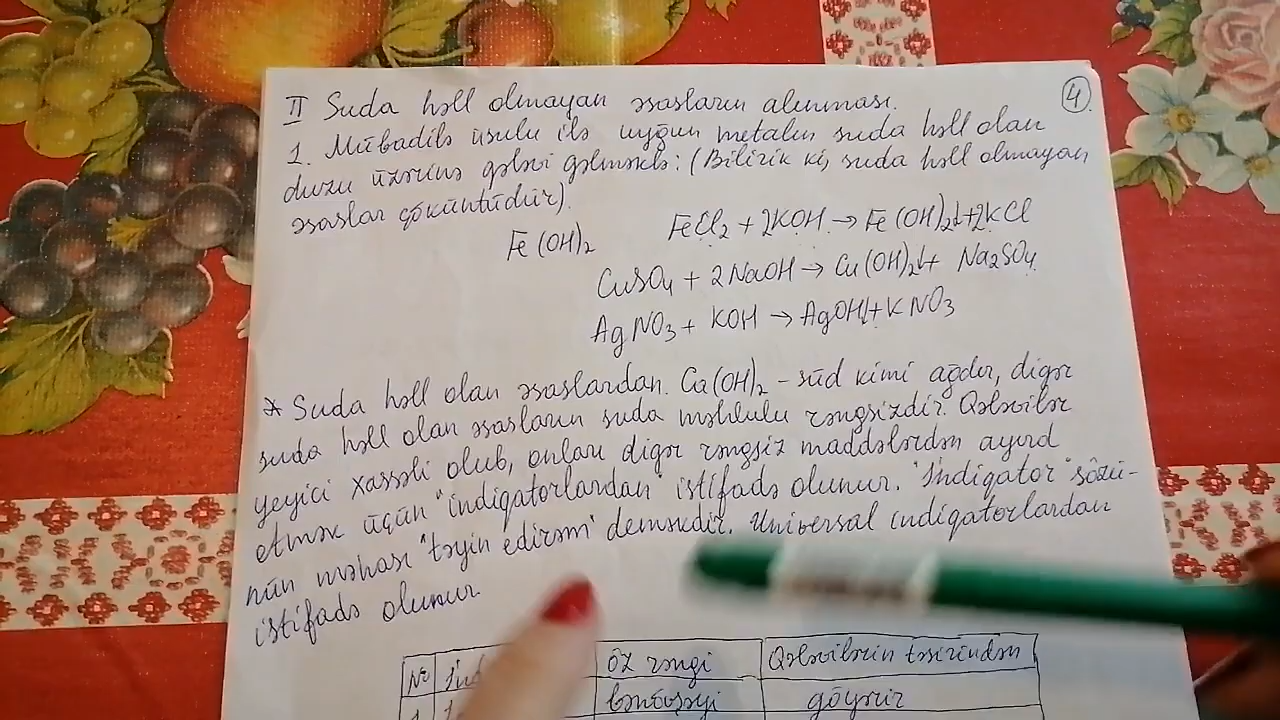 II Suda həll olmayan əsasların alınması. ④
1. Mübadilə üsulu ilə uyğun metalın suda həll olan
duzu üzərinə qələvi gəlməklə: (Bilirik ki, suda həll olmayan
əsaslar çöküntüdür).
Fe(OH)₂ FeCl₂ + 2KOH → Fe(OH)₂↓ + 2KCl
CuSO₄ + 2NaOH → Cu(OH)₂↓ + Na₂SO₄
AgNO₃ + KOH → AgOH↓ + KNO₃
* Suda həll olan əsaslardan. Ca(OH)₂ - süd kimi ağdır, digər
suda həll olan əsasların suda məhlulu rəngsizdir. Qələvilər
yeyici xassəli olub, onları digər rəngsiz maddələrdən ayırd
etmək üçün "indiqatorlardan" istifadə olunur. "İndiqator" sözü-
nün mənası "təyin edirəm" deməkdir. Universal indiqatorlardan
istifadə olunur.
№ öz rəngi Qələvilərin təsirindən
bənövşəyi göyərir